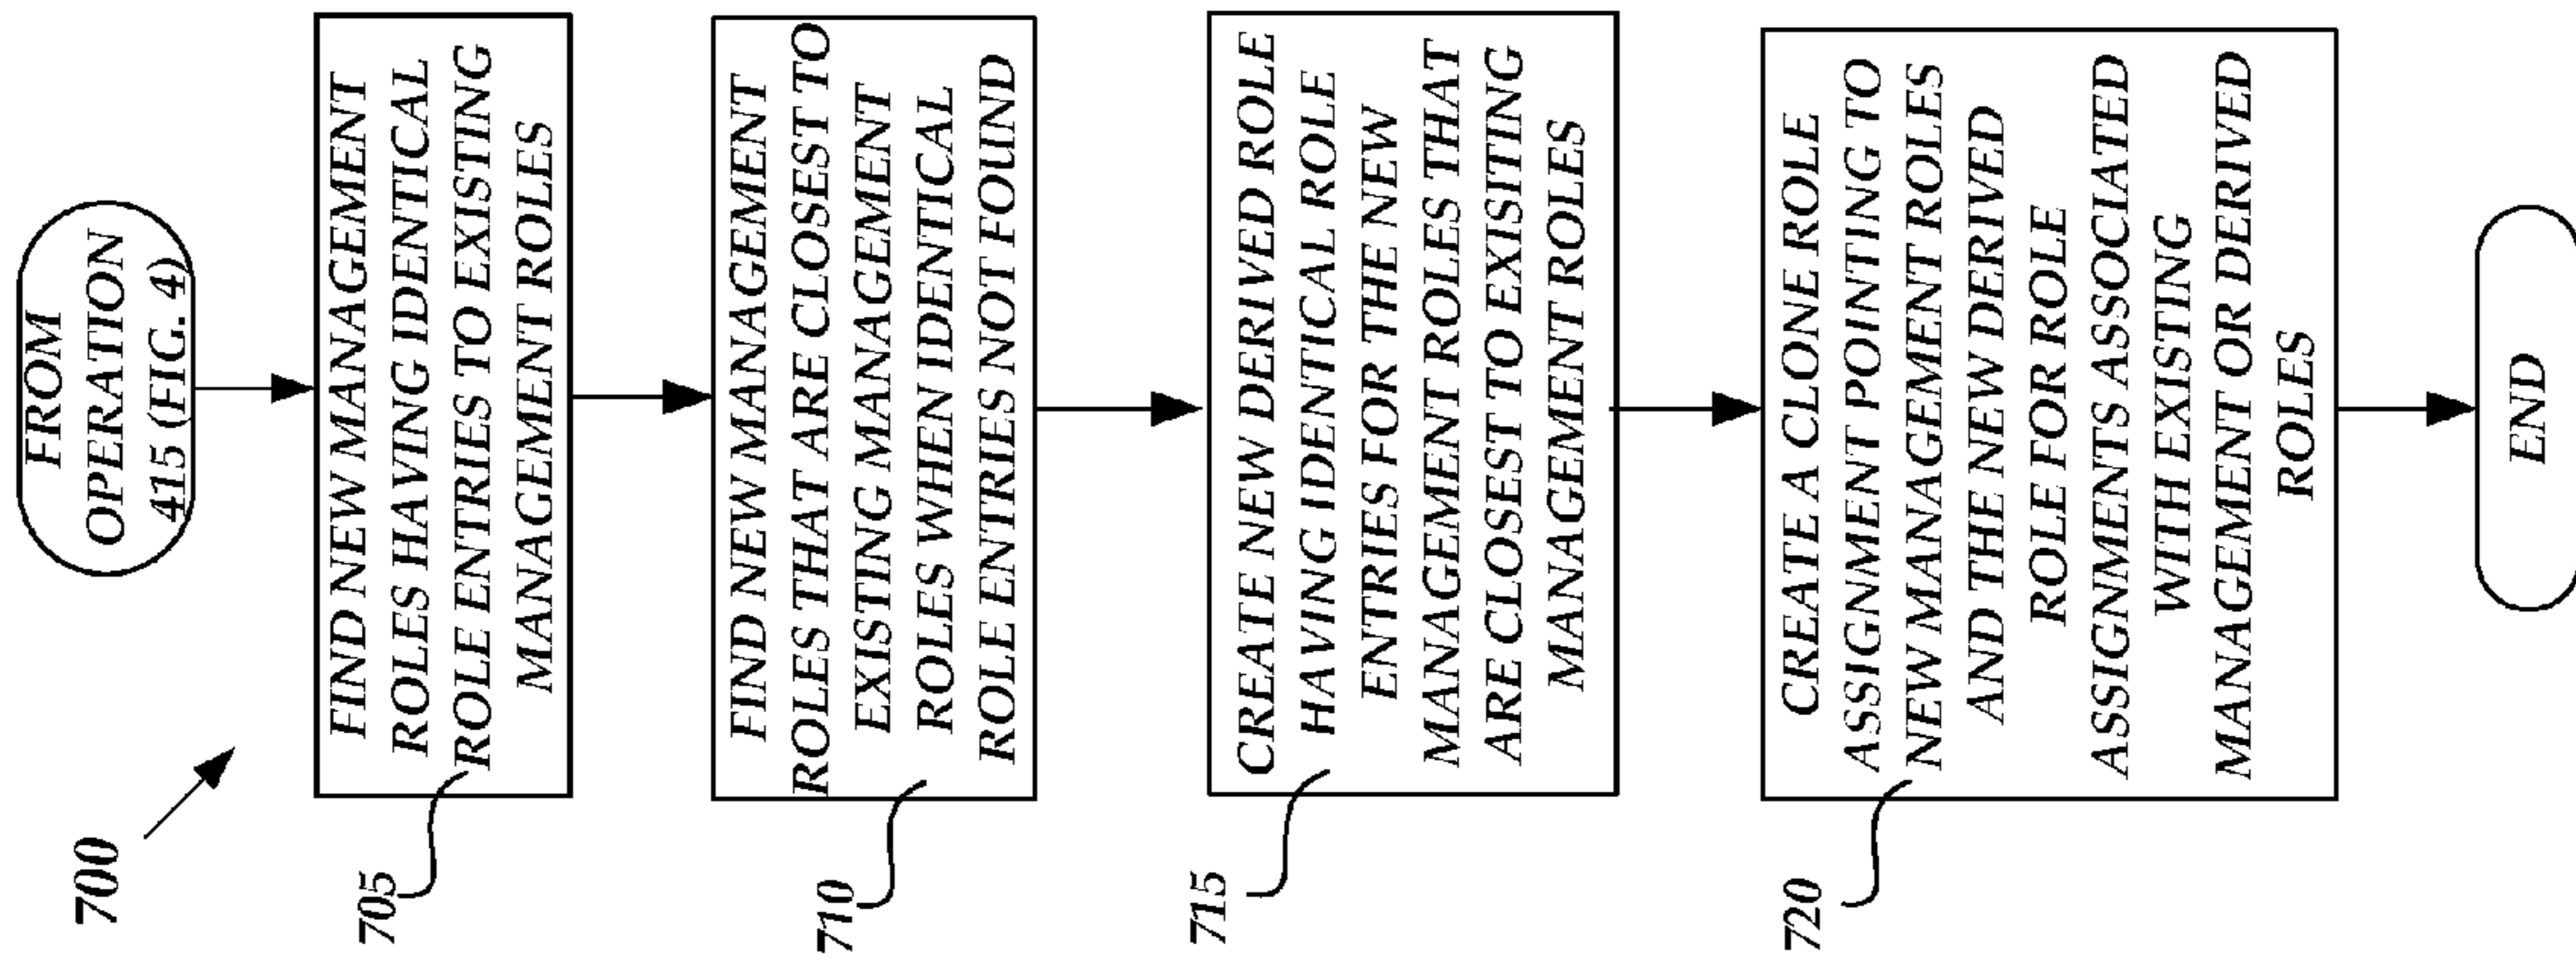 FROM
OPERATION
415 (FIG. 4)
700
705
FIND NEW MANAGEMENT
ROLES HAVING IDENTICAL
ROLE ENTRIES TO EXISTING
MANAGEMENT ROLES
710
FIND NEW MANAGEMENT
ROLES THAT ARE CLOSEST TO
EXISTING MANAGEMENT
ROLES WHEN IDENTICAL
ROLE ENTRIES NOT FOUND
715
CREATE NEW DERIVED ROLE
HAVING IDENTICAL ROLE
ENTRIES FOR THE NEW
MANAGEMENT ROLES THAT
ARE CLOSEST TO EXISITING
MANAGEMENT ROLES
720
CREATE A CLONE ROLE
ASSIGNMENT POINTING TO
NEW MANAGEMENT ROLES
AND THE NEW DERIVED
ROLE FOR ROLE
ASSIGNMENTS ASSOCIATED
WITH EXISTING
MANAGEMENT OR DERIVED
ROLES
END